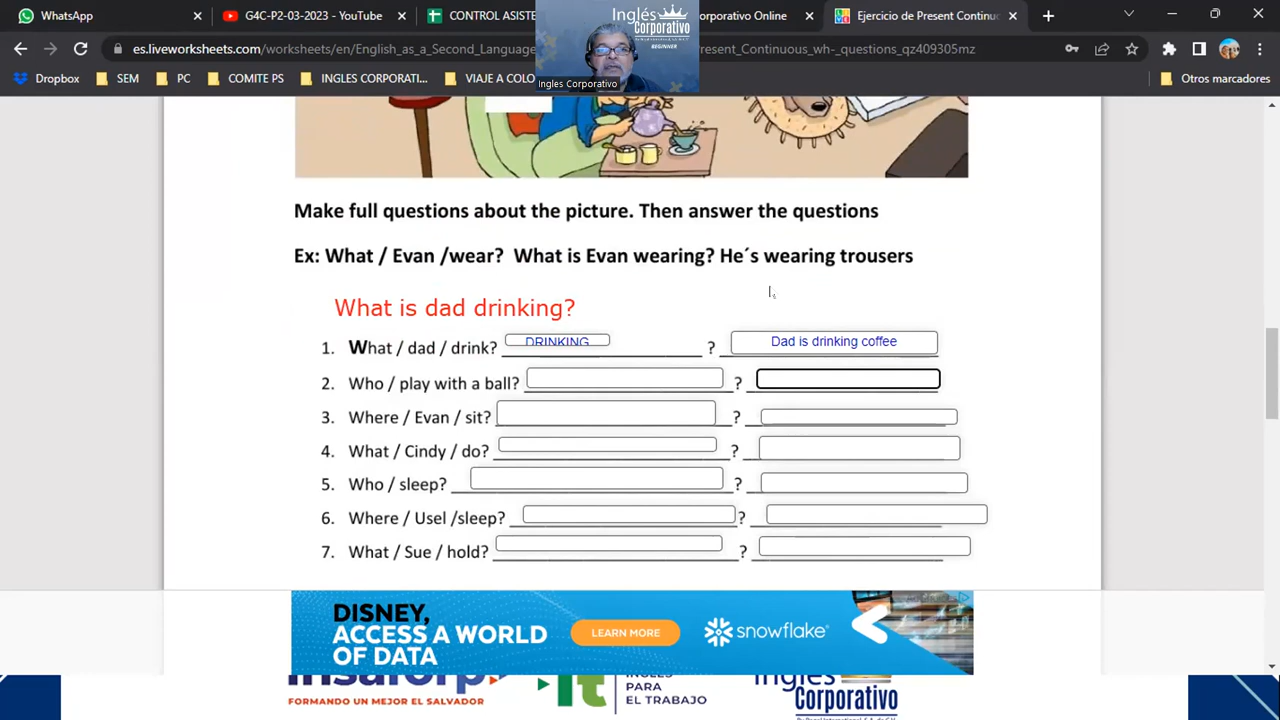 WhatsApp
G4C-P2-03-2023 - YouTube
CONTROL ASISTE
orporativo Online
Ejercicio de Present Continuo
es.liveworksheets.com/worksheets/en/English_as_a_Second_Language
resent_Continuous_wh-_questions_qz409305mz
Dropbox
SEM
PC
COMITE PS
INGLES CORPORATI...
VIAJE A COLO
Otros marcadores
Inglés
Corporativo
BEGINNER
Ingles Corporativo
Make full questions about the picture. Then answer the questions
Ex: What / Evan /wear? What is Evan wearing? He´s wearing trousers
What is dad drinking?
1. What / dad / drink? DRINKING ? Dad is drinking coffee
2. Who / play with a ball? ?
3. Where / Evan / sit? ?
4. What / Cindy / do? ?
5. Who / sleep? ?
6. Where / Usel /sleep? ?
7. What / Sue / hold? ?
DISNEY,
ACCESS A WORLD
OF DATA
LEARN MORE
snowflake®
insaforp
FORMANDO UN MEJOR EL SALVADOR
INGLÉS
PARA
EL TRABAJO
Inglés
Corporativo